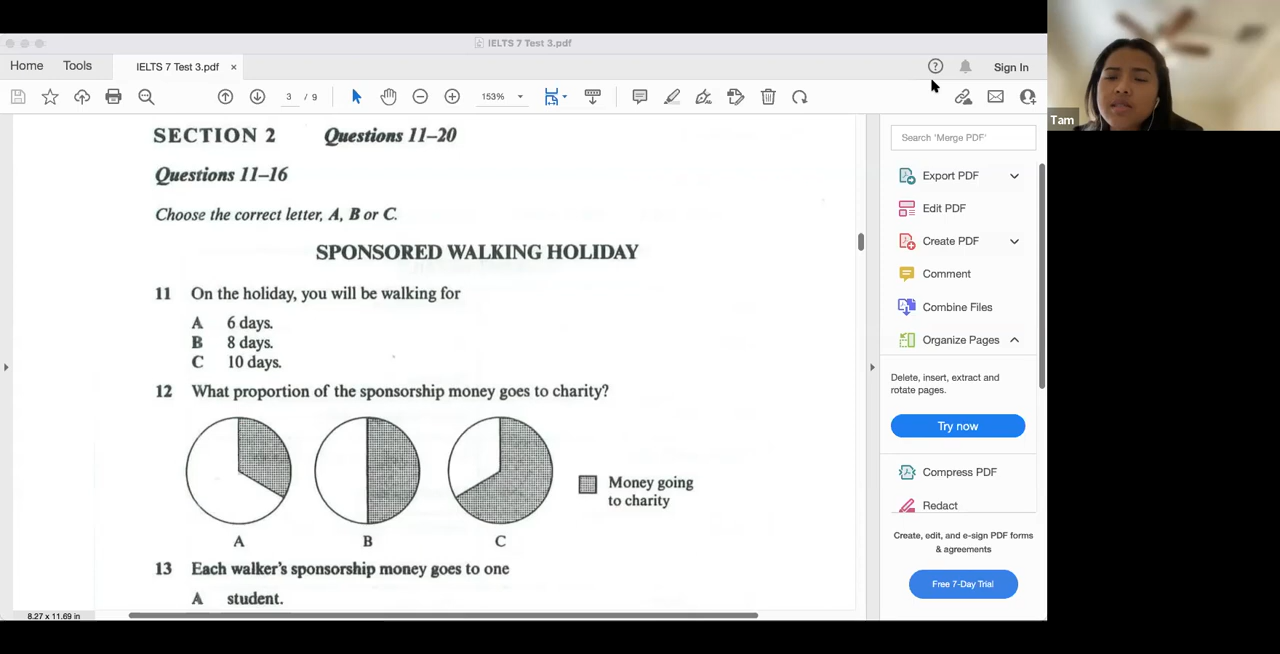 IELTS 7 Test 3.pdf
Home
Tools
IELTS 7 Test 3.pdf ×
Sign In
3 / 9
153%
Tam
SECTION 2 Questions 11–20
Questions 11–16
Choose the correct letter, A, B or C.
SPONSORED WALKING HOLIDAY
11 On the holiday, you will be walking for
A 6 days.
B 8 days.
C 10 days.
12 What proportion of the sponsorship money goes to charity?
Money going
to charity
A B C
13 Each walker's sponsorship money goes to one
A student.
8.27 x 11.69 in
Search 'Merge PDF'
Export PDF
Edit PDF
Create PDF
Comment
Combine Files
Organize Pages
Delete, insert, extract and
rotate pages.
Try now
Compress PDF
Redact
Create, edit, and e-sign PDF forms
& agreements
Free 7-Day Trial